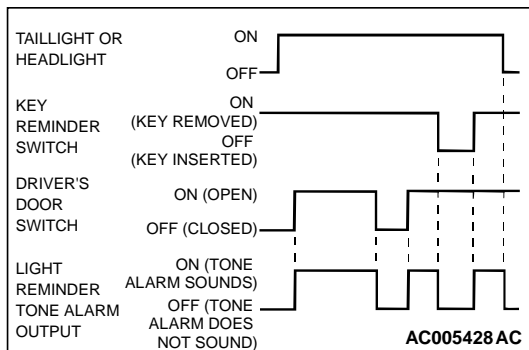 TAILLIGHT OR
HEADLIGHT
ON
OFF
KEY
REMINDER
SWITCH
ON
(KEY REMOVED)
OFF
(KEY INSERTED)
DRIVER'S
DOOR
SWITCH
ON (OPEN)
OFF (CLOSED)
LIGHT
REMINDER
TONE ALARM
OUTPUT
ON (TONE
ALARM SOUNDS)
OFF (TONE
ALARM DOES
NOT SOUND)
AC005428 AC